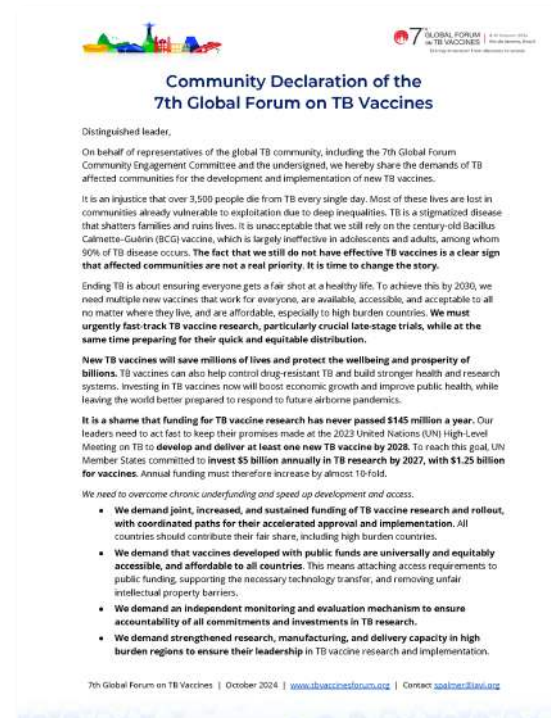 7th GLOBAL FORUM
ON TB VACCINES
Rio de Janeiro, Brazil
Community Declaration of the
7th Global Forum on TB Vaccines
Distinguished leader,
On behalf of representatives of the global TB community, including the 7th Global Forum
Community Engagement Committee and the undersigned, we hereby share the demands of TB
affected communities for the development and implementation of new TB vaccines.
It is an injustice that over 3,500 people die from TB every single day. Most of these lives are lost in
communities already vulnerable to exploitation due to deep inequalities. TB is a stigmatized disease
that shatters families and ruins lives. It is unacceptable that we still rely on the century-old Bacillus
Calmette-Guérin (BCG) vaccine, which is largely ineffective in adolescents and adults, among whom
90% of TB disease occurs. The fact that we still do not have effective TB vaccines is a clear sign
that affected communities are not a real priority. It is time to change the story.
Ending TB is about ensuring everyone gets a fair shot at a healthy life. To achieve this by 2030, we
need multiple new vaccines that work for everyone, are available, accessible, and acceptable to all
no matter where they live, and are affordable, especially to high burden countries. We must
urgently fast-track TB vaccine research, particularly crucial late-stage trials, while at the
same time preparing for their quick and equitable distribution.
New TB vaccines will save millions of lives and protect the wellbeing and prosperity of
billions. TB vaccines can also help control drug-resistant TB and build stronger health and research
systems. Investing in TB vaccines now will boost economic growth and improve public health, while
leaving the world better prepared to respond to future airborne pandemics.
It is a shame that funding for TB vaccine research has never passed $145 million a year. Our
leaders need to act fast to keep their promises made at the 2023 United Nations (UN) High-Level
Meeting on TB to develop and deliver at least one new TB vaccine by 2028. To reach this goal, UN
Member States committed to invest $5 billion annually in TB research by 2027, with $1.25 billion
for vaccines. Annual funding must therefore increase by almost 10-fold.
We need to overcome chronic underfunding and speed up development and access.
• We demand joint, increased, and sustained funding of TB vaccine research and rollout,
with coordinated paths for their accelerated approval and implementation. All
countries should contribute their fair share, including high burden countries.
• We demand that vaccines developed with public funds are universally and equitably
accessible, and affordable to all countries. This means attaching access requirements to
public funding, supporting the necessary technology transfer, and removing unfair
intellectual property barriers.
• We demand an independent monitoring and evaluation mechanism to ensure
accountability of all commitments and investments in TB research.
• We demand strengthened research, manufacturing, and delivery capacity in high
burden regions to ensure their leadership in TB vaccine research and implementation.
7th Global Forum on TB Vaccines | October 2024 | www.tbvaccinesforum.org | Contact spalmer@iavi.org